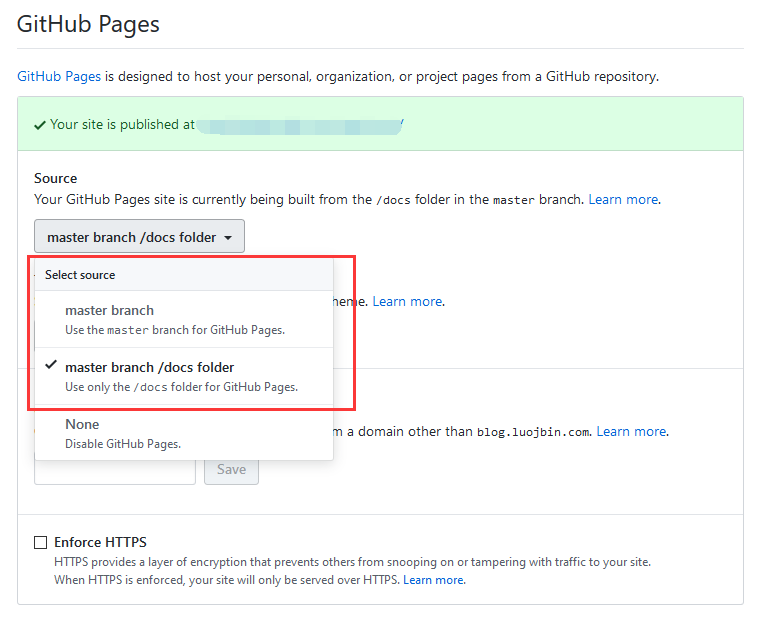 GitHub Pages
GitHub Pages is designed to host your personal, organization, or project pages from a GitHub repository.
Your site is published at /
Source
Your GitHub Pages site is currently being built from the /docs folder in the master branch. Learn more.
master branch /docs folder
Select source
heme. Learn more.
master branch
Use the master branch for GitHub Pages.
master branch /docs folder
Use only the /docs folder for GitHub Pages.
None
Disable GitHub Pages.
m a domain other than blog.luojbin.com. Learn more.
Save
Enforce HTTPS
HTTPS provides a layer of encryption that prevents others from snooping on or tampering with traffic to your site.
When HTTPS is enforced, your site will only be served over HTTPS. Learn more.